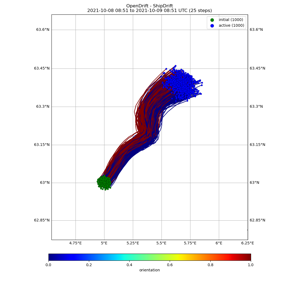 OpenDrift - ShipDrift
2021-10-08 08:51 to 2021-10-09 08:51 UTC (25 steps)
initial (1000)
active (1000)
63.6°N 63.6°N
63.45°N 63.45°N
63.3°N 63.3°N
63.15°N 63.15°N
63°N 63°N
62.85°N 62.85°N
4.75°E 5°E 5.25°E 5.5°E 5.75°E 6°E 6.25°E
0.0 0.2 0.4 0.6 0.8 1.0
orientation